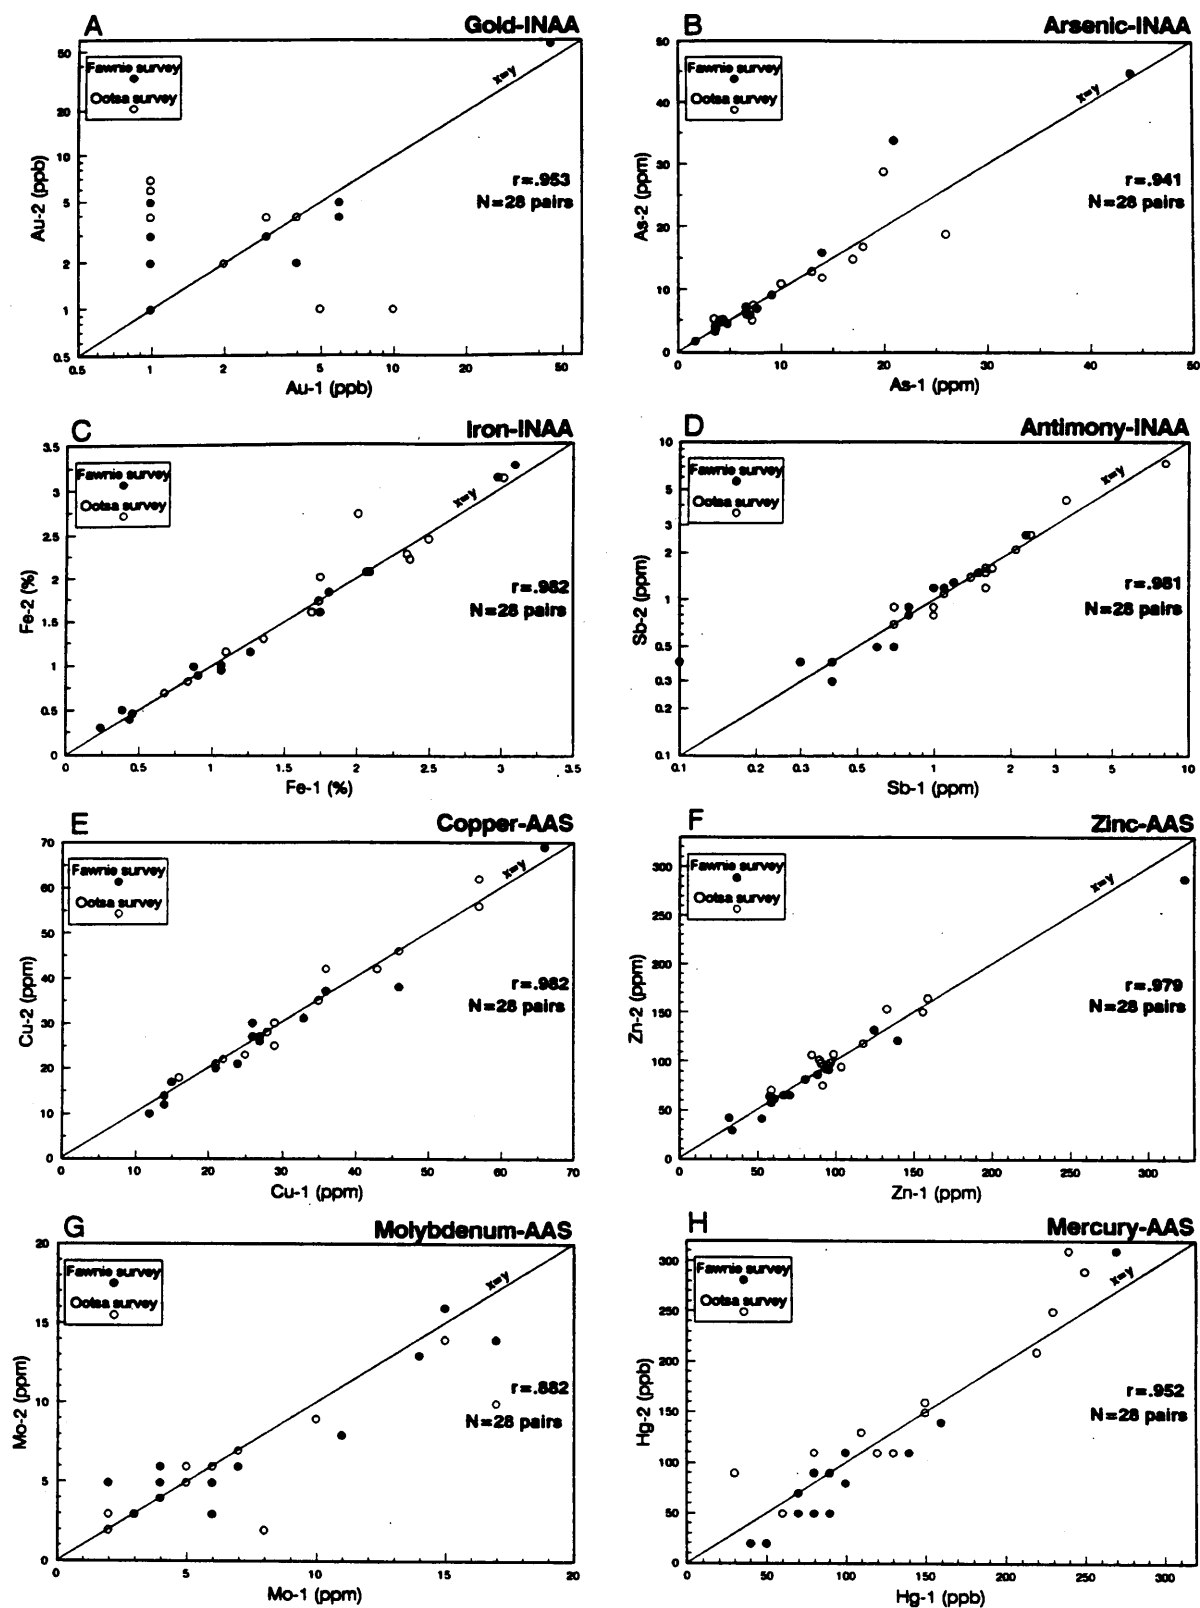 A Gold-INAA
Fawnie survey
Ootsa survey
x=y
r=.953
N=28 pairs
Au-2 (ppb)
50
20
10
5
2
1
0.5
0.5 1 2 5 10 20 50
Au-1 (ppb)
B Arsenic-INAA
Fawnie survey
Ootsa survey
x=y
r=.941
N=28 pairs
As-2 (ppm)
50
40
30
20
10
0
0 10 20 30 40 50
As-1 (ppm)
C Iron-INAA
Fawnie survey
Ootsa survey
x=y
r=.982
N=28 pairs
Fe-2 (%)
3.5
3
2.5
2
1.5
1
0.5
0
0 0.5 1 1.5 2 2.5 3 3.5
Fe-1 (%)
D Antimony-INAA
Fawnie survey
Ootsa survey
x=y
r=.981
N=28 pairs
Sb-2 (ppm)
10
5
3
2
1
0.5
0.3
0.2
0.1
0.1 0.2 0.3 0.5 1 2 3 5 10
Sb-1 (ppm)
E Copper-AAS
Fawnie survey
Ootsa survey
x=y
r=.982
N=28 pairs
Cu-2 (ppm)
70
60
50
40
30
20
10
0
0 10 20 30 40 50 60 70
Cu-1 (ppm)
F Zinc-AAS
Fawnie survey
Ootsa survey
x=y
r=.979
N=28 pairs
Zn-2 (ppm)
300
250
200
150
100
50
0
0 50 100 150 200 250 300
Zn-1 (ppm)
G Molybdenum-AAS
Fawnie survey
Ootsa survey
x=y
r=.882
N=28 pairs
Mo-2 (ppm)
20
15
10
5
0
0 5 10 15 20
Mo-1 (ppm)
H Mercury-AAS
Fawnie survey
Ootsa survey
x=y
r=.952
N=28 pairs
Hg-2 (ppb)
300
250
200
150
100
50
0
0 50 100 150 200 250 300
Hg-1 (ppb)